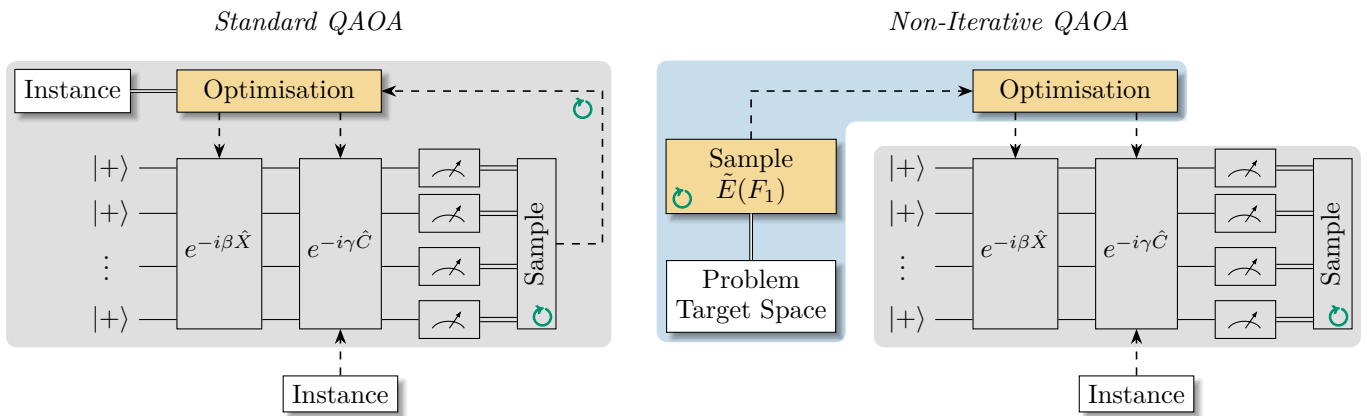 Standard QAOA
Instance
Optimisation
|+⟩
|+⟩
⋮
|+⟩
e^{-iβX̂}
e^{-iγĈ}
Sample
Instance
Non-Iterative QAOA
Optimisation
Sample
Ẽ(F₁)
Problem
Target Space
|+⟩
|+⟩
⋮
|+⟩
e^{-iβX̂}
e^{-iγĈ}
Sample
Instance